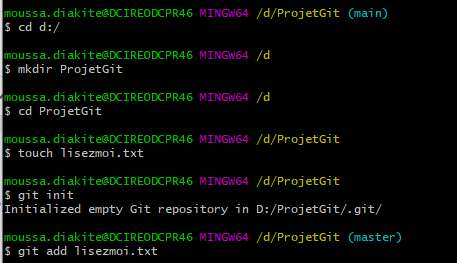 moussa.diakite@DCIREODCPR46 MINGW64 /d/ProjetGit (main)
$ cd d:/
moussa.diakite@DCIREODCPR46 MINGW64 /d
$ mkdir ProjetGit
moussa.diakite@DCIREODCPR46 MINGW64 /d
$ cd ProjetGit
moussa.diakite@DCIREODCPR46 MINGW64 /d/ProjetGit
$ touch lisezmoi.txt
moussa.diakite@DCIREODCPR46 MINGW64 /d/ProjetGit
$ git init
Initialized empty Git repository in D:/ProjetGit/.git/
moussa.diakite@DCIREODCPR46 MINGW64 /d/ProjetGit (master)
$ git add lisezmoi.txt